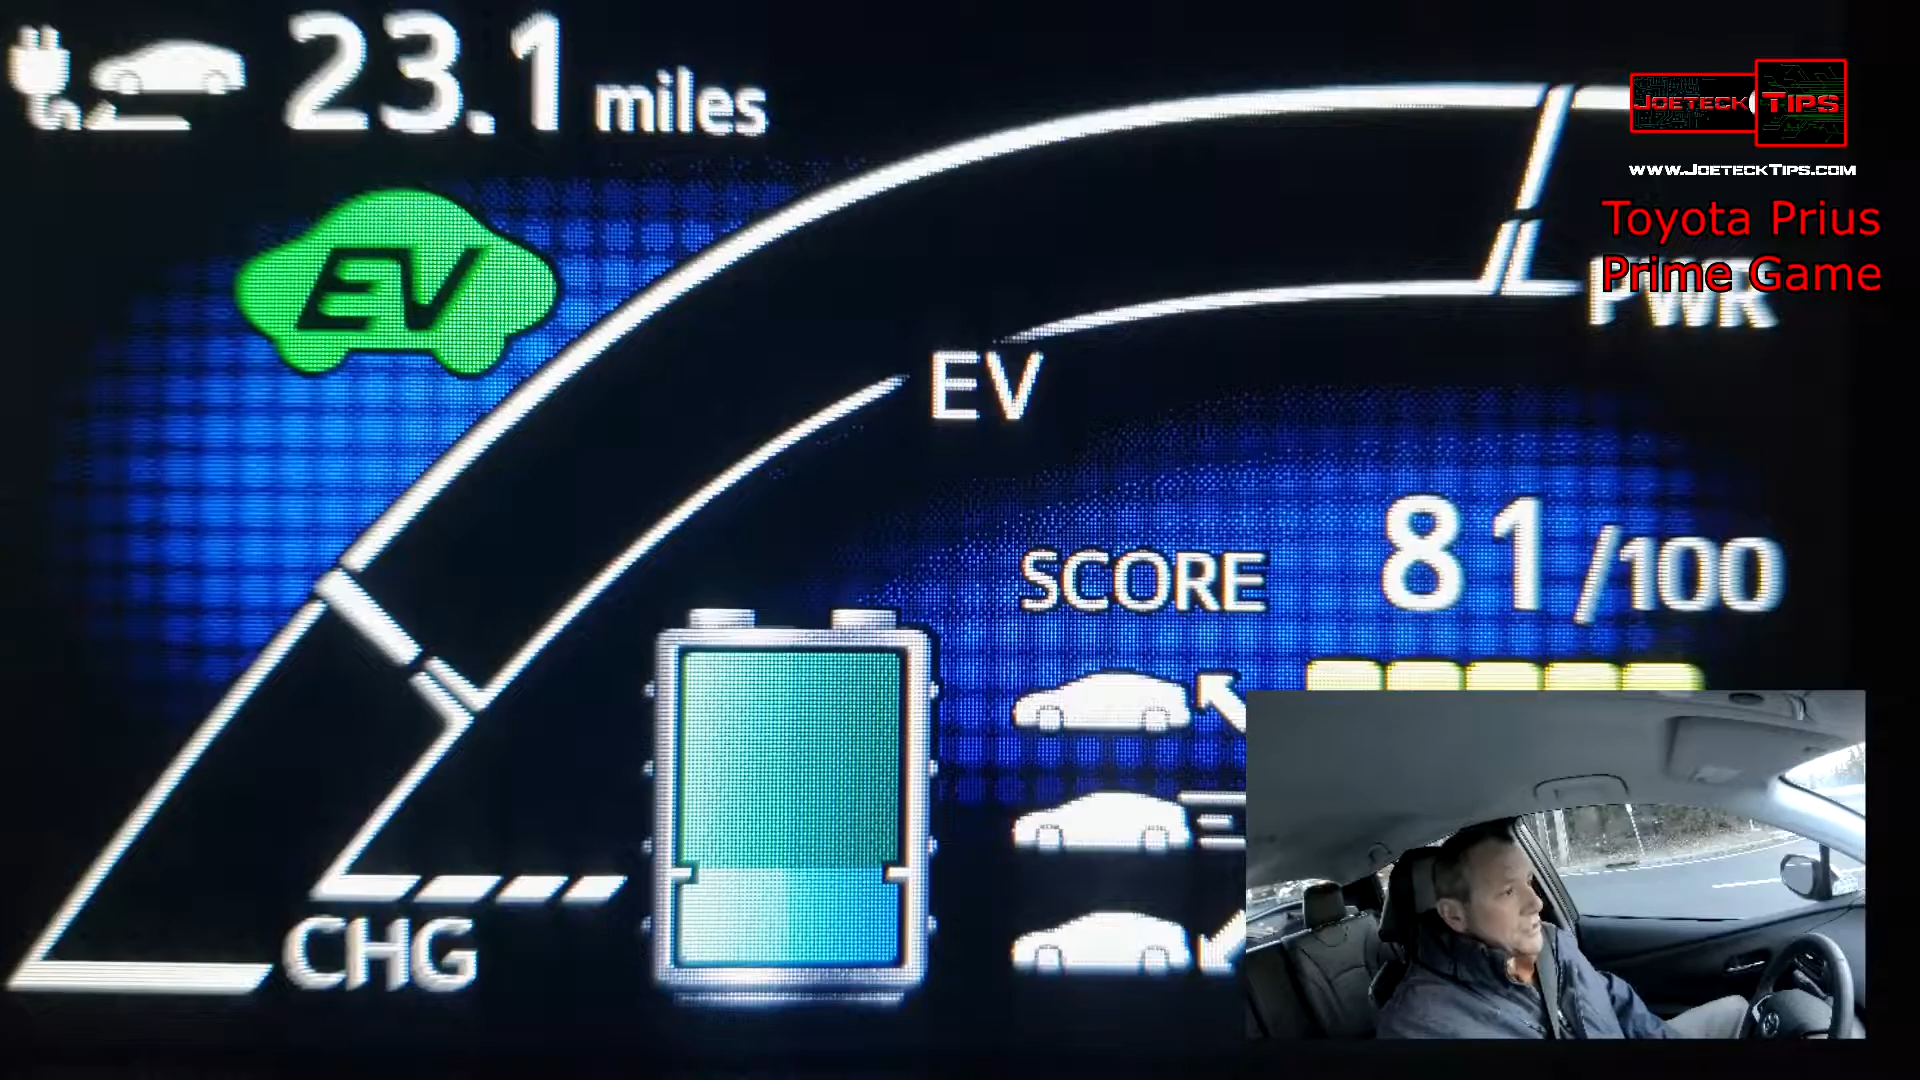 23.1 miles
JOETECK TIPS
WWW.JOETECKTIPS.COM
Toyota Prius
Prime Game
EV
PWR
EV
SCORE 81/100
CHG